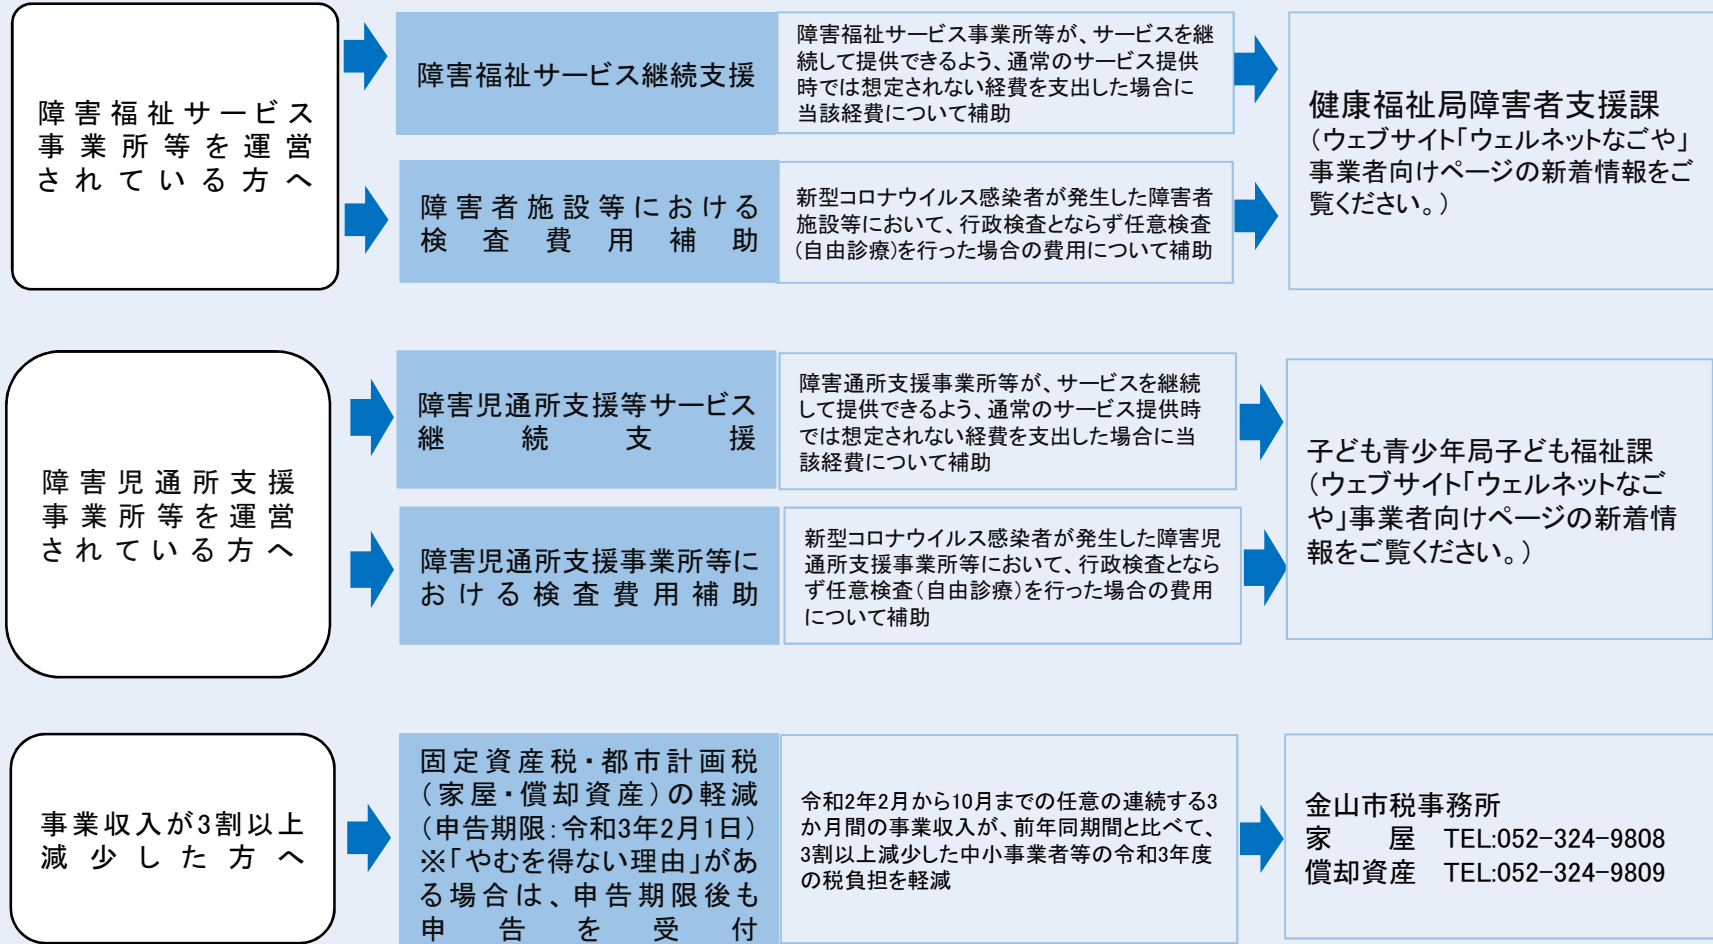 障害福祉サービス
事業所等を運営
されている方へ
障害福祉サービス継続支援
障害福祉サービス事業所等が、サービスを継
続して提供できるよう、通常のサービス提供
時では想定されない経費を支出した場合に
当該経費について補助
障害者施設等における
検査費用補助
新型コロナウイルス感染者が発生した障害者
施設等において、行政検査とならず任意検査
(自由診療)を行った場合の費用について補助
健康福祉局障害者支援課
（ウェブサイト「ウェルネットなごや」
事業者向けページの新着情報をご
覧ください。）
障害児通所支援
事業所等を運営
されている方へ
障害児通所支援等サービス
継続支援
障害通所支援事業所等が、サービスを継続
して提供できるよう、通常のサービス提供時
では想定されない経費を支出した場合に当
該経費について補助
障害児通所支援事業所等に
おける検査費用補助
新型コロナウイルス感染者が発生した障害児
通所支援事業所等において、行政検査となら
ず任意検査（自由診療）を行った場合の費用
について補助
子ども青少年局子ども福祉課
（ウェブサイト「ウェルネットなご
や」事業者向けページの新着情
報をご覧ください。）
事業収入が3割以上
減少した方へ
固定資産税・都市計画税
（家屋・償却資産）の軽減
（申告期限：令和3年2月1日）
※「やむを得ない理由」があ
る場合は、申告期限後も
申告を受付
令和2年2月から10月までの任意の連続する3
か月間の事業収入が、前年同期間と比べて、
3割以上減少した中小事業者等の令和3年度
の税負担を軽減
金山市税事務所
家　　屋　TEL:052-324-9808
償却資産　TEL:052-324-9809